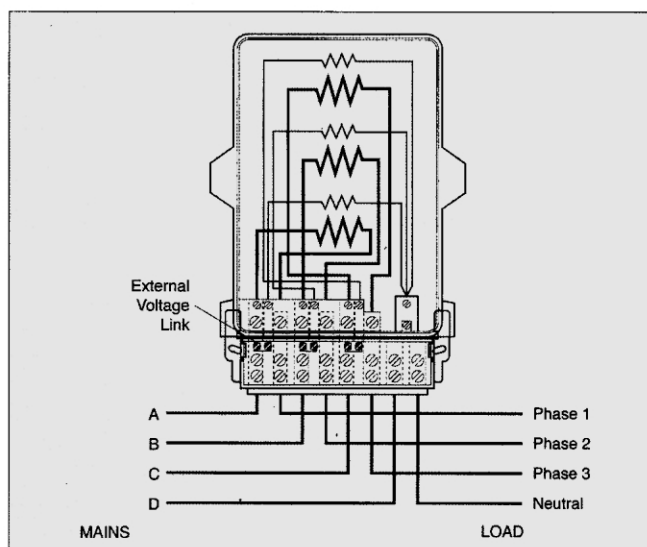 External
Voltage
Link
A
Phase 1
B
Phase 2
C
Phase 3
D
Neutral
MAINS
LOAD